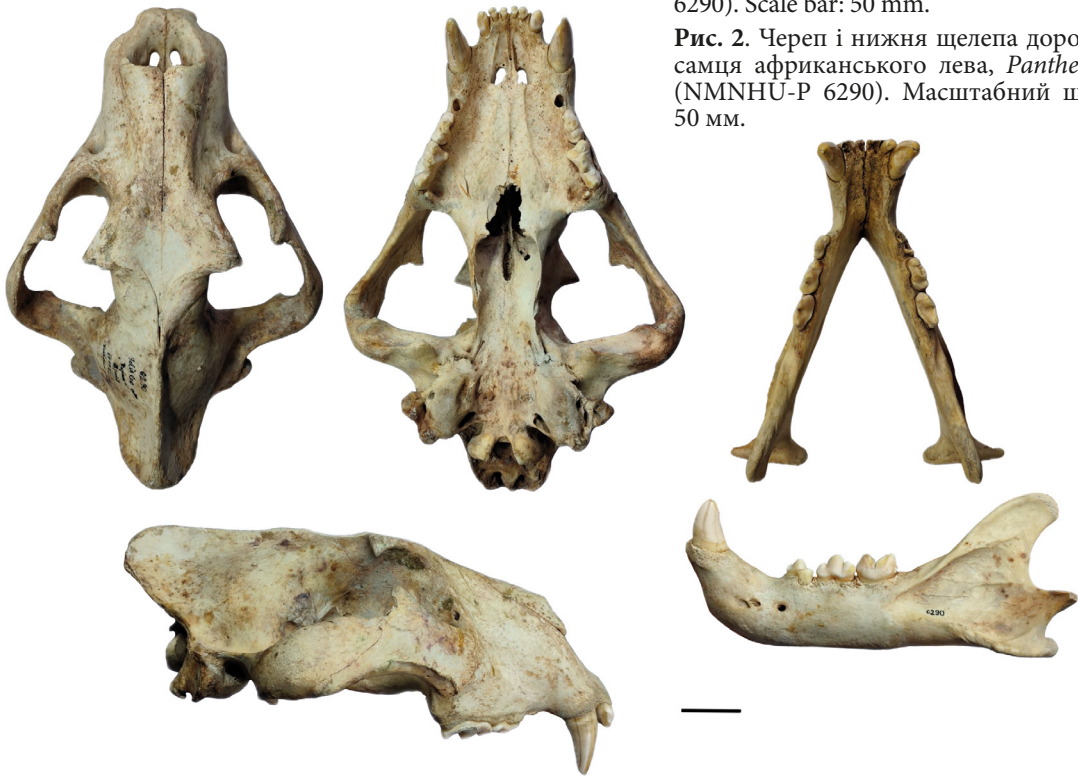 6290). Scale bar: 50 mm.
Рис. 2. Череп і нижня щелепа доро
самця африканського лева, Panthe
(NMNHU-P 6290). Масштабний ш
50 мм.
6290
6290